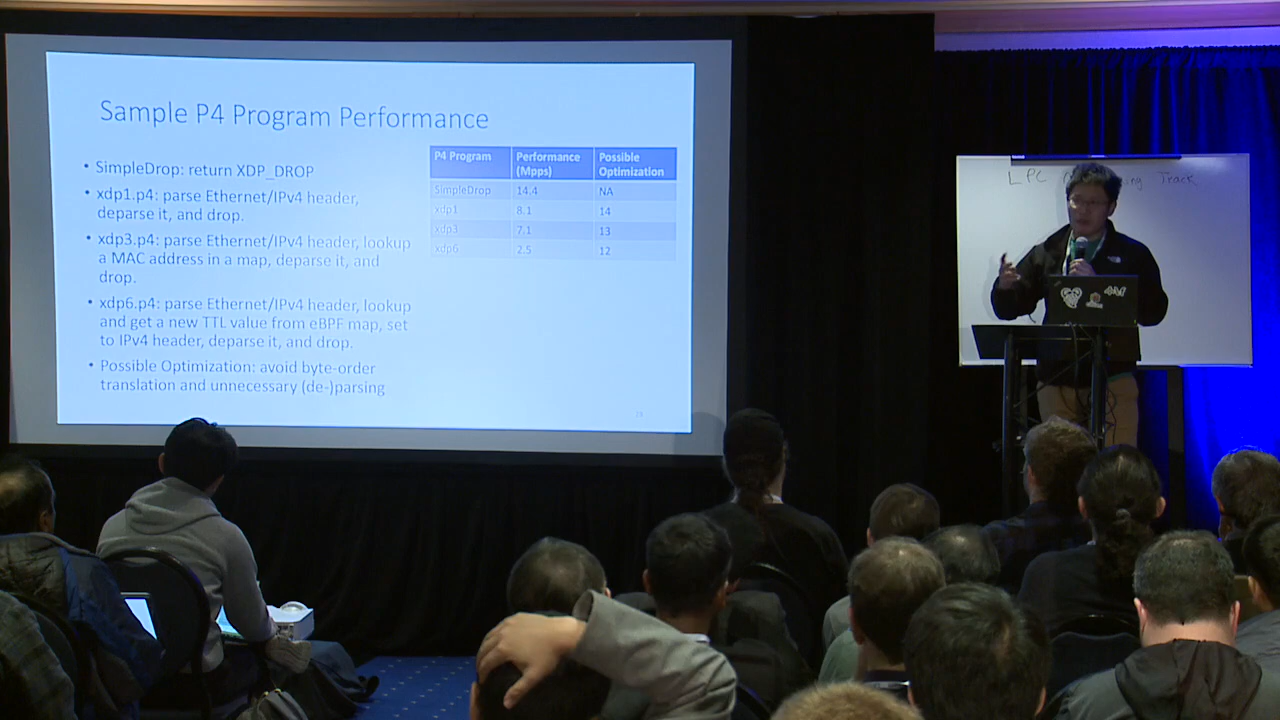 Sample P4 Program Performance
• SimpleDrop: return XDP_DROP
• xdp1.p4: parse Ethernet/IPv4 header,
deparse it, and drop.
• xdp3.p4: parse Ethernet/IPv4 header, lookup
a MAC address in a map, deparse it, and
drop.
• xdp6.p4: parse Ethernet/IPv4 header, lookup
and get a new TTL value from eBPF map, set
to IPv4 header, deparse it, and drop.
• Possible Optimization: avoid byte-order
translation and unnecessary (de-)parsing
P4 Program Performance (Mpps) Possible Optimization
SimpleDrop 14.4 NA
xdp1 8.1 14
xdp3 7.1 13
xdp6 2.5 12
LPC Track